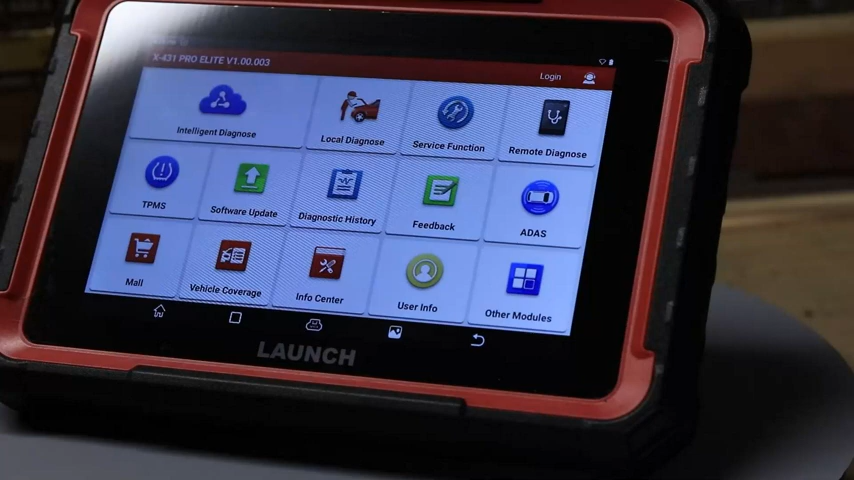 X-431 PRO ELITE V1.00.003
Login
Intelligent Diagnose
Local Diagnose
Service Function
Remote Diagnose
TPMS
Software Update
Diagnostic History
Feedback
ADAS
Mall
Vehicle Coverage
Info Center
User Info
Other Modules
LAUNCH